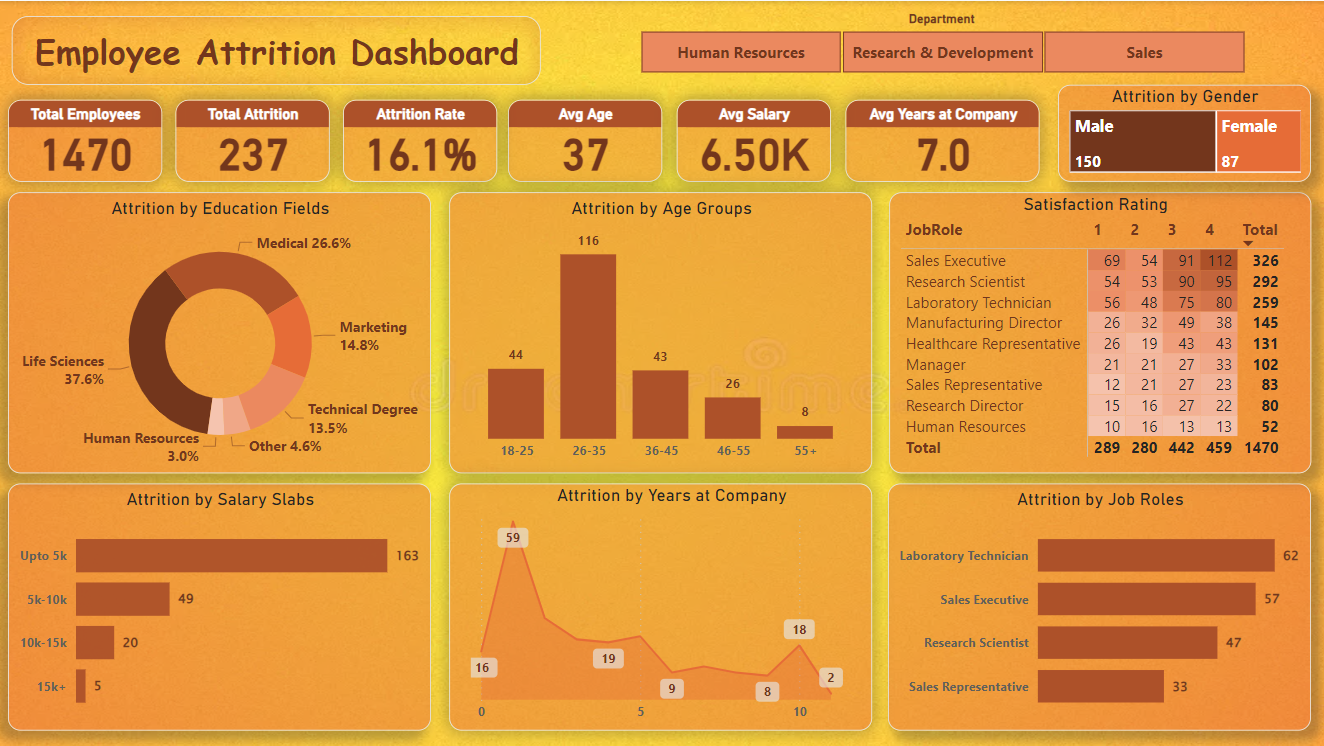 Employee Attrition Dashboard
Department
Human Resources
Research & Development
Sales
Total Employees
1470
Total Attrition
237
Attrition Rate
16.1%
Avg Age
37
Avg Salary
6.50K
Avg Years at Company
7.0
Attrition by Gender
Male
150
Female
87
Attrition by Education Fields
Medical 26.6%
Marketing
14.8%
Life Sciences
37.6%
Technical Degree
13.5%
Human Resources
3.0%
Other 4.6%
Attrition by Age Groups
44
116
43
26
8
18-25
26-35
36-45
46-55
55+
Satisfaction Rating
JobRole 1 2 3 4 Total
Sales Executive 69 54 91 112 326
Research Scientist 54 53 90 95 292
Laboratory Technician 56 48 75 80 259
Manufacturing Director 26 32 49 38 145
Healthcare Representative 26 19 43 43 131
Manager 21 21 27 33 102
Sales Representative 12 21 27 23 83
Research Director 15 16 27 22 80
Human Resources 10 16 13 13 52
Total 289 280 442 459 1470
Attrition by Salary Slabs
Upto 5k 163
5k-10k 49
10k-15k 20
15k+ 5
Attrition by Years at Company
59
16
19
9
8
18
2
0 5 10
Attrition by Job Roles
Laboratory Technician 62
Sales Executive 57
Research Scientist 47
Sales Representative 33